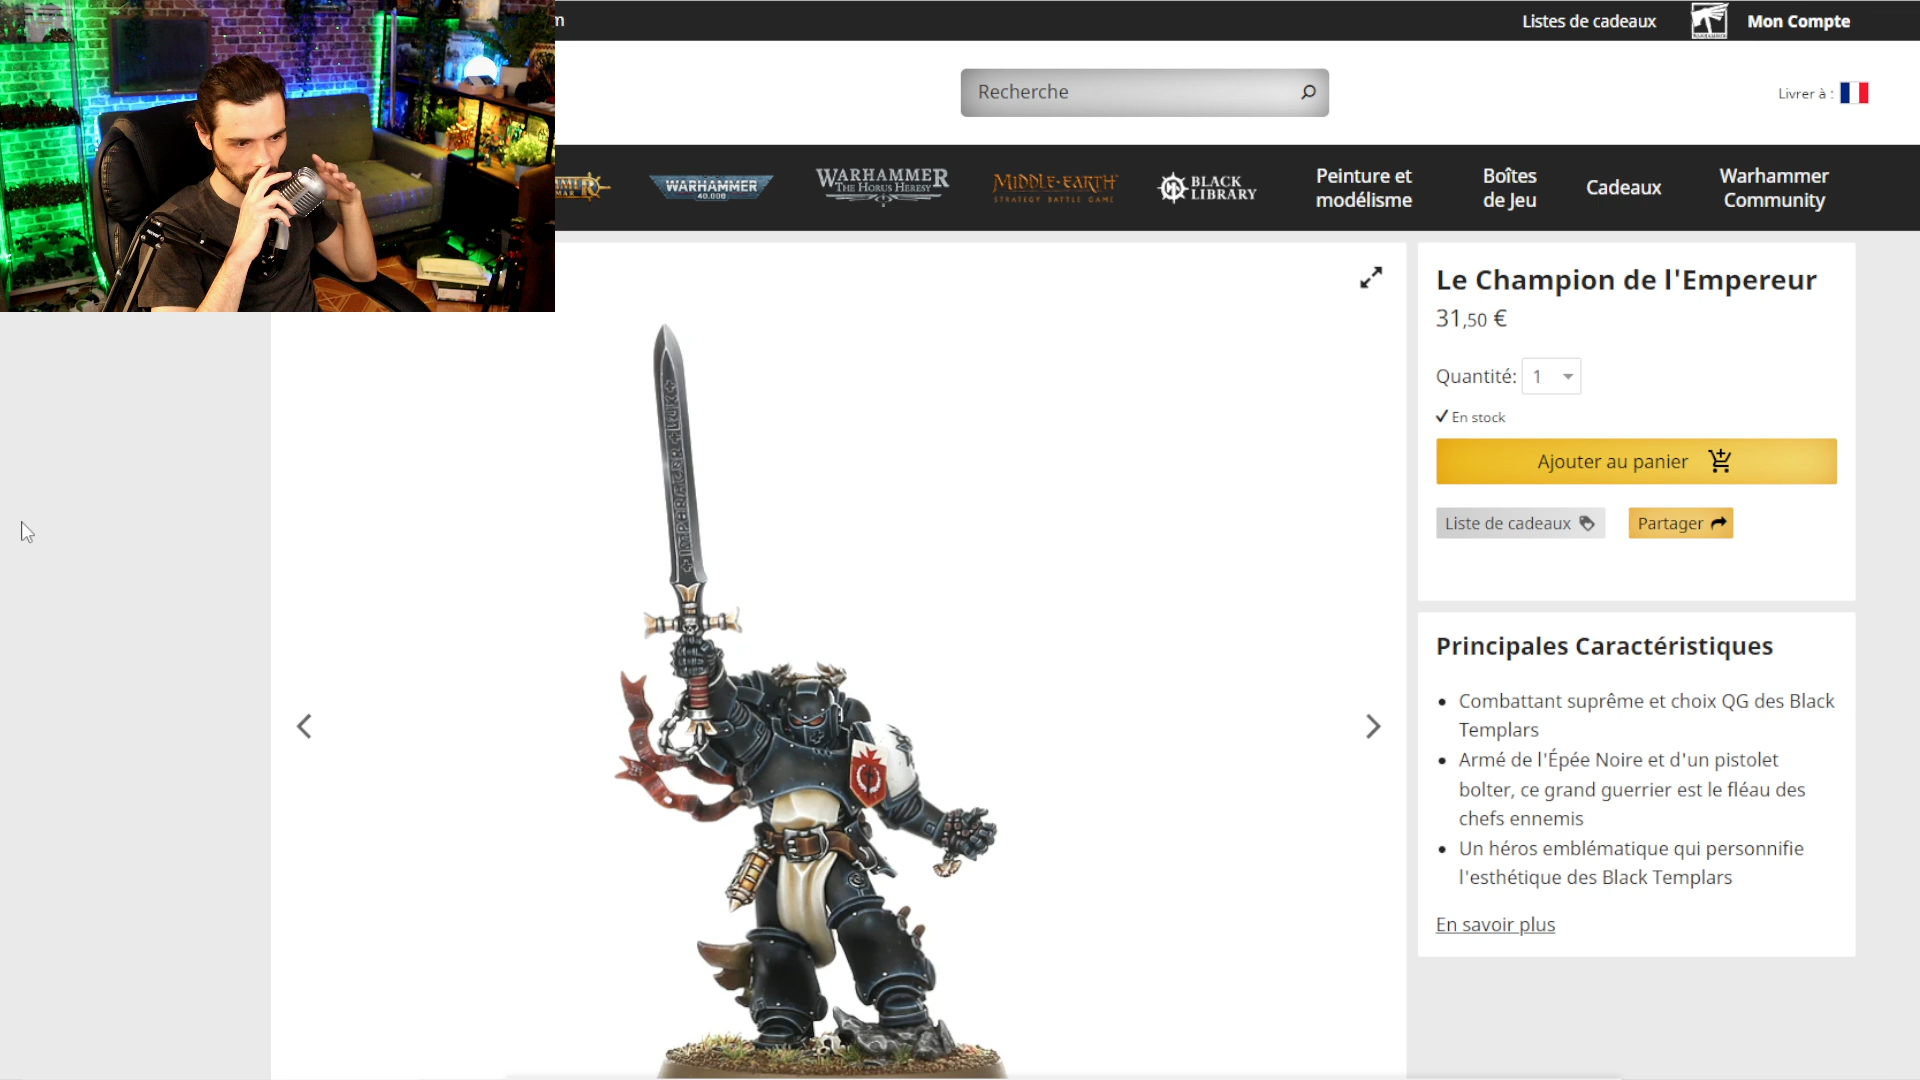 m
Listes de cadeaux
WARHAMMER
Mon Compte
Recherche
Livrer à :
WARHAMMER
40,000
WARHAMMER
THE HORUS HERESY
MIDDLE-EARTH
STRATEGY BATTLE GAME
BLACK
LIBRARY
Peinture et
modélisme
Boîtes
de Jeu
Cadeaux
Warhammer
Community
Le Champion de l'Empereur
31,50 €
Quantité: 1
En stock
Ajouter au panier
Liste de cadeaux
Partager
Principales Caractéristiques
• Combattant suprême et choix QG des Black
Templars
• Armé de l'Épée Noire et d'un pistolet
bolter, ce grand guerrier est le fléau des
chefs ennemis
• Un héros emblématique qui personnifie
l'esthétique des Black Templars
En savoir plus